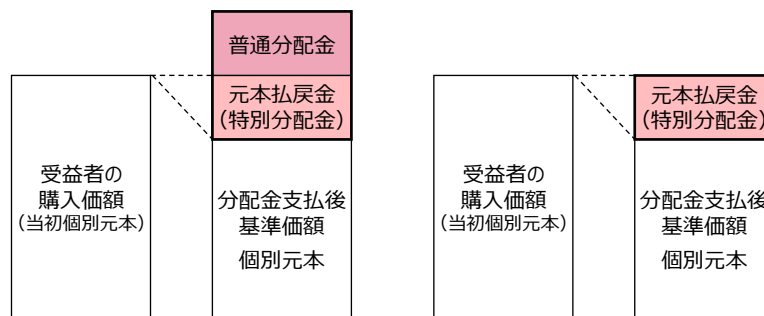 普通分配金
元本払戻金
（特別分配金）
受益者の
購入価額
（当初個別元本）
分配金支払後
基準価額
個別元本
元本払戻金
（特別分配金）
受益者の
購入価額
（当初個別元本）
分配金支払後
基準価額
個別元本